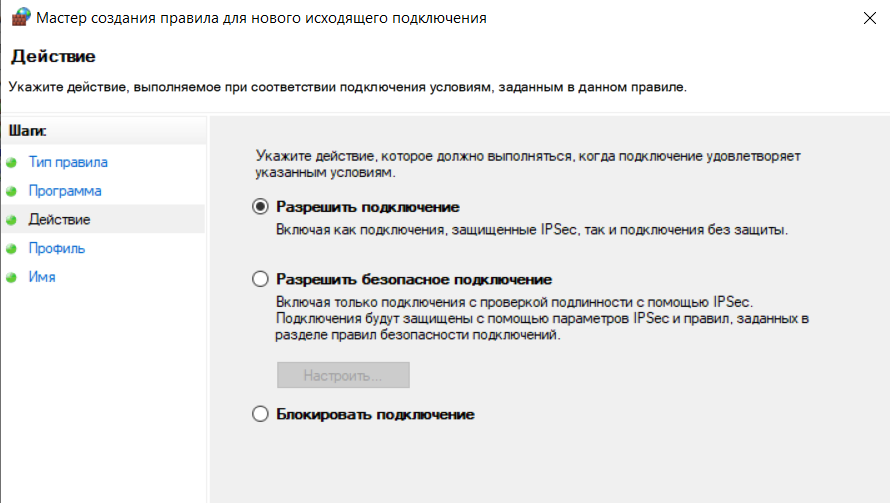 Мастер создания правила для нового исходящего подключения
Действие
Укажите действие, выполняемое при соответствии подключения условиям, заданным в данном правиле.
Шаги:
Тип правила
Программа
Действие
Профиль
Имя
Укажите действие, которое должно выполняться, когда подключение удовлетворяет
указанным условиям.
Разрешить подключение
Включая как подключения, защищенные IPSec, так и подключения без защиты.
Разрешить безопасное подключение
Включая только подключения с проверкой подлинности с помощью IPSec.
Подключения будут защищены с помощью параметров IPSec и правил, заданных в
разделе правил безопасности подключений.
Настроить...
Блокировать подключение